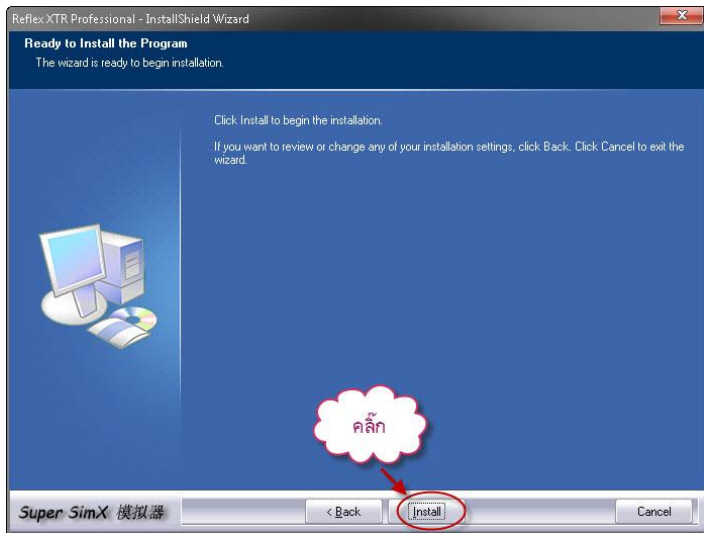 Reflex XTR Professional - InstallShield Wizard
Ready to Install the Program
The wizard is ready to begin installation.
Click Install to begin the installation.
If you want to review or change any of your installation settings, click Back. Click Cancel to exit the
wizard.
คลิ๊ก
Super SimX 模拟器
< Back
Install
Cancel